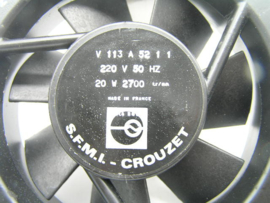 V 113 A 52 1 1
220 V 50 HZ
20 W 2700 tr/mn
MADE IN FRANCE
S.F.M.I. - CROUZET